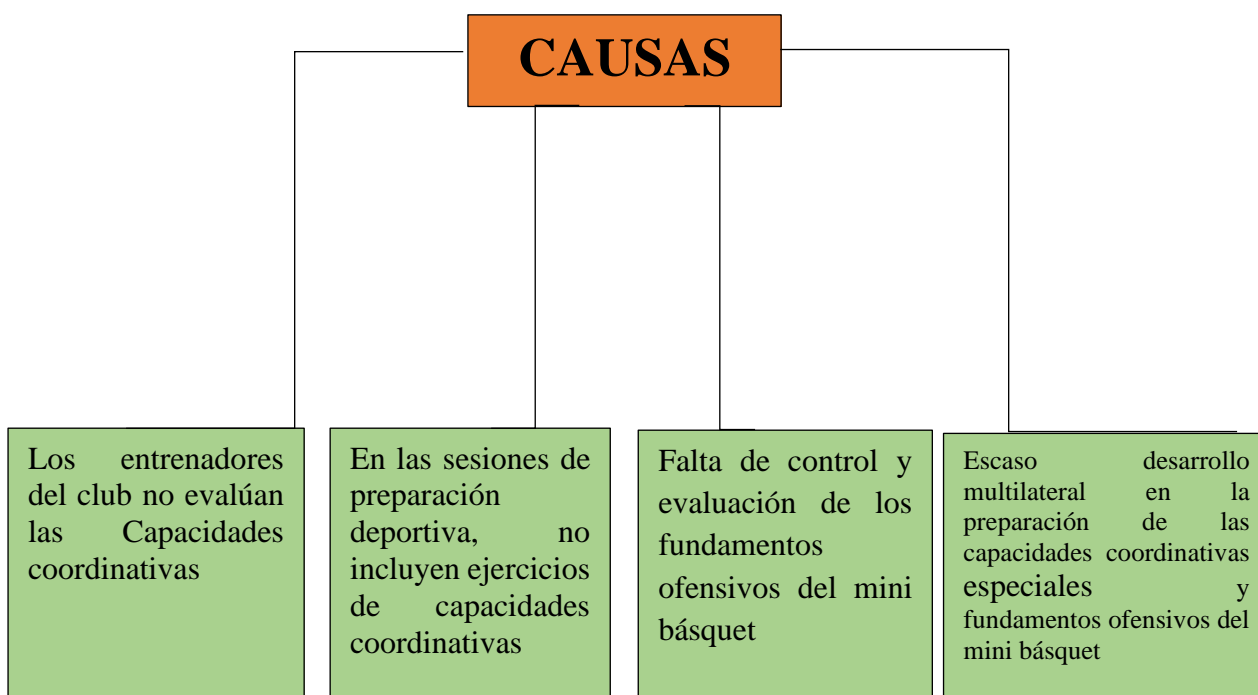 CAUSAS
Los entrenadores
del club no evalúan
las Capacidades
coordinativas
En las sesiones de
preparación
deportiva, no
incluyen ejercicios
de capacidades
coordinativas
Falta de control y
evaluación de los
fundamentos
ofensivos del mini
básquet
Escaso desarrollo
multilateral en la
preparación de las
capacidades coordinativas
especiales y
fundamentos ofensivos del
mini básquet